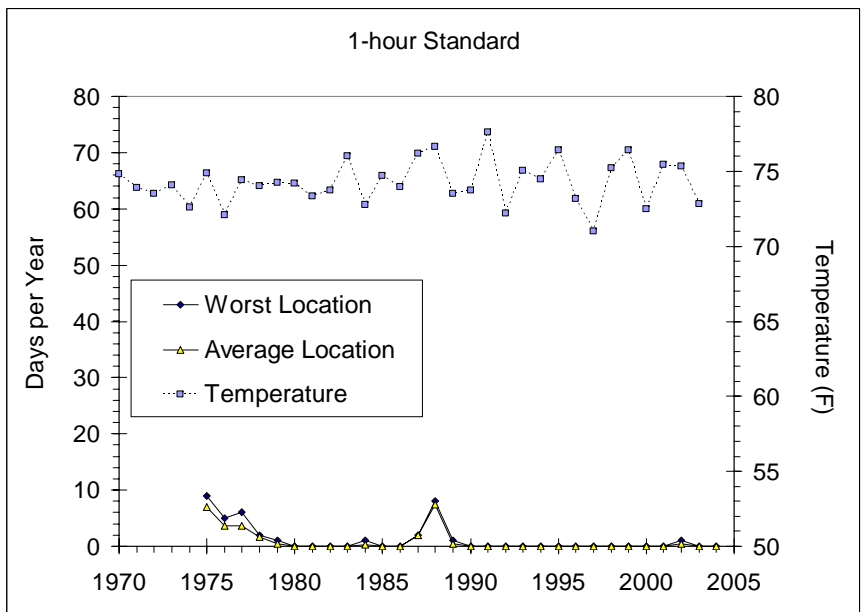 1-hour Standard
80
70
60
50
40
30
20
10
0
Days per Year
Worst Location
Average Location
Temperature
80
75
70
65
60
55
50
Temperature (F)
1970 1975 1980 1985 1990 1995 2000 2005